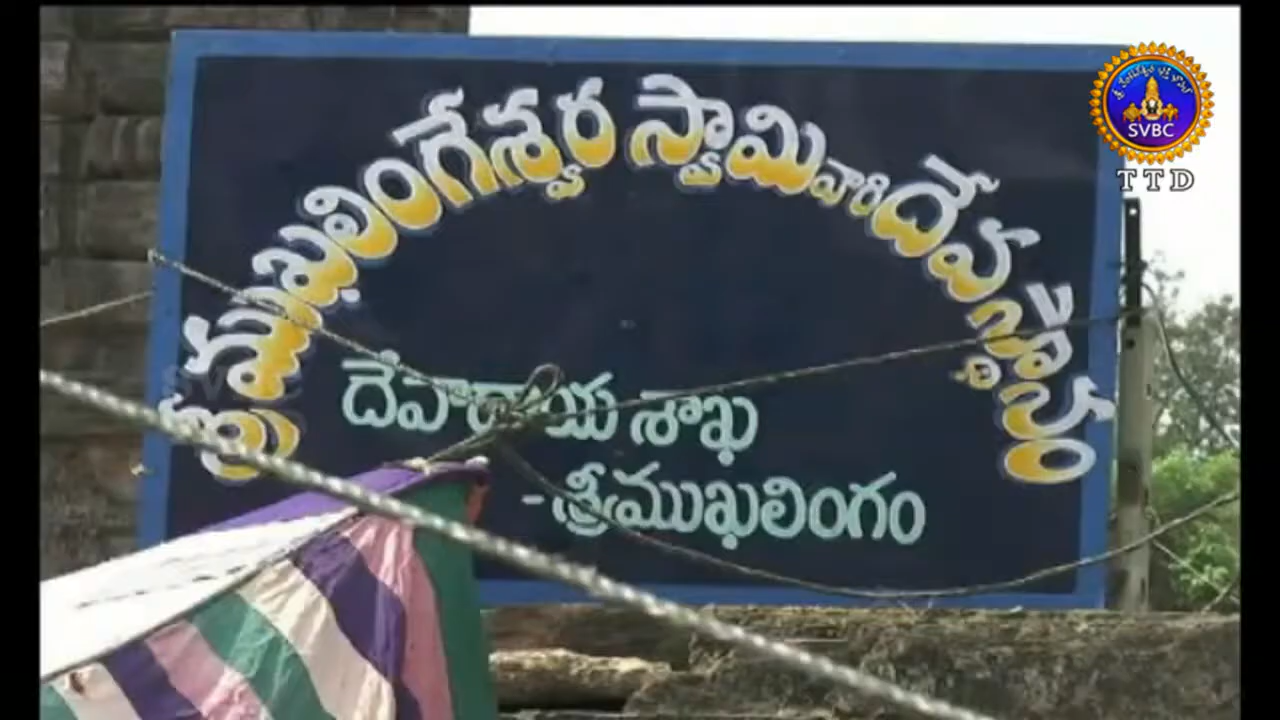 శ్రీముఖలింగేశ్వర స్వామి వారి దేవస్థానం
దేవాదాయ శాఖ
- శ్రీముఖలింగం
SVBC
TTD